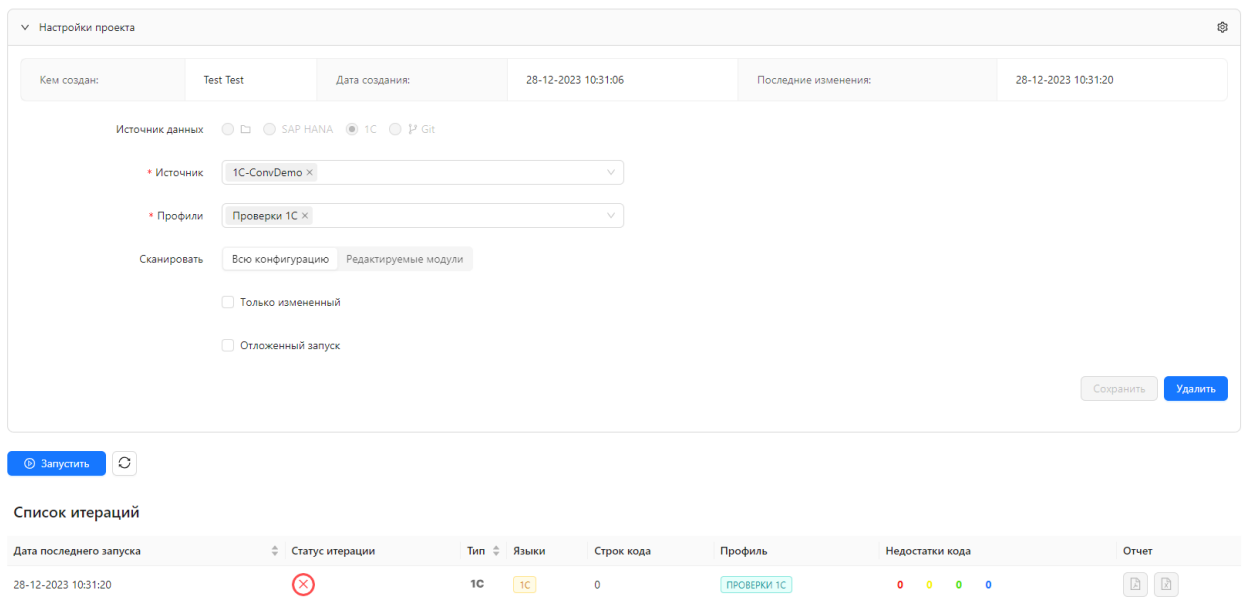 Настройки проекта
Кем создан: Test Test Дата создания: 28-12-2023 10:31:06 Последние изменения: 28-12-2023 10:31:20
Источник данных SAP HANA 1C Git
* Источник 1C-ConvDemo ×
* Профили Проверки 1С ×
Сканировать Всю конфигурацию Редактируемые модули
Только измененный
Отложенный запуск
Сохранить Удалить
Запустить
Список итераций
Дата последнего запуска Статус итерации Тип Языки Строк кода Профиль Недостатки кода Отчет
28-12-2023 10:31:20 1C 1C 0 ПРОВЕРКИ 1С 0 0 0 0